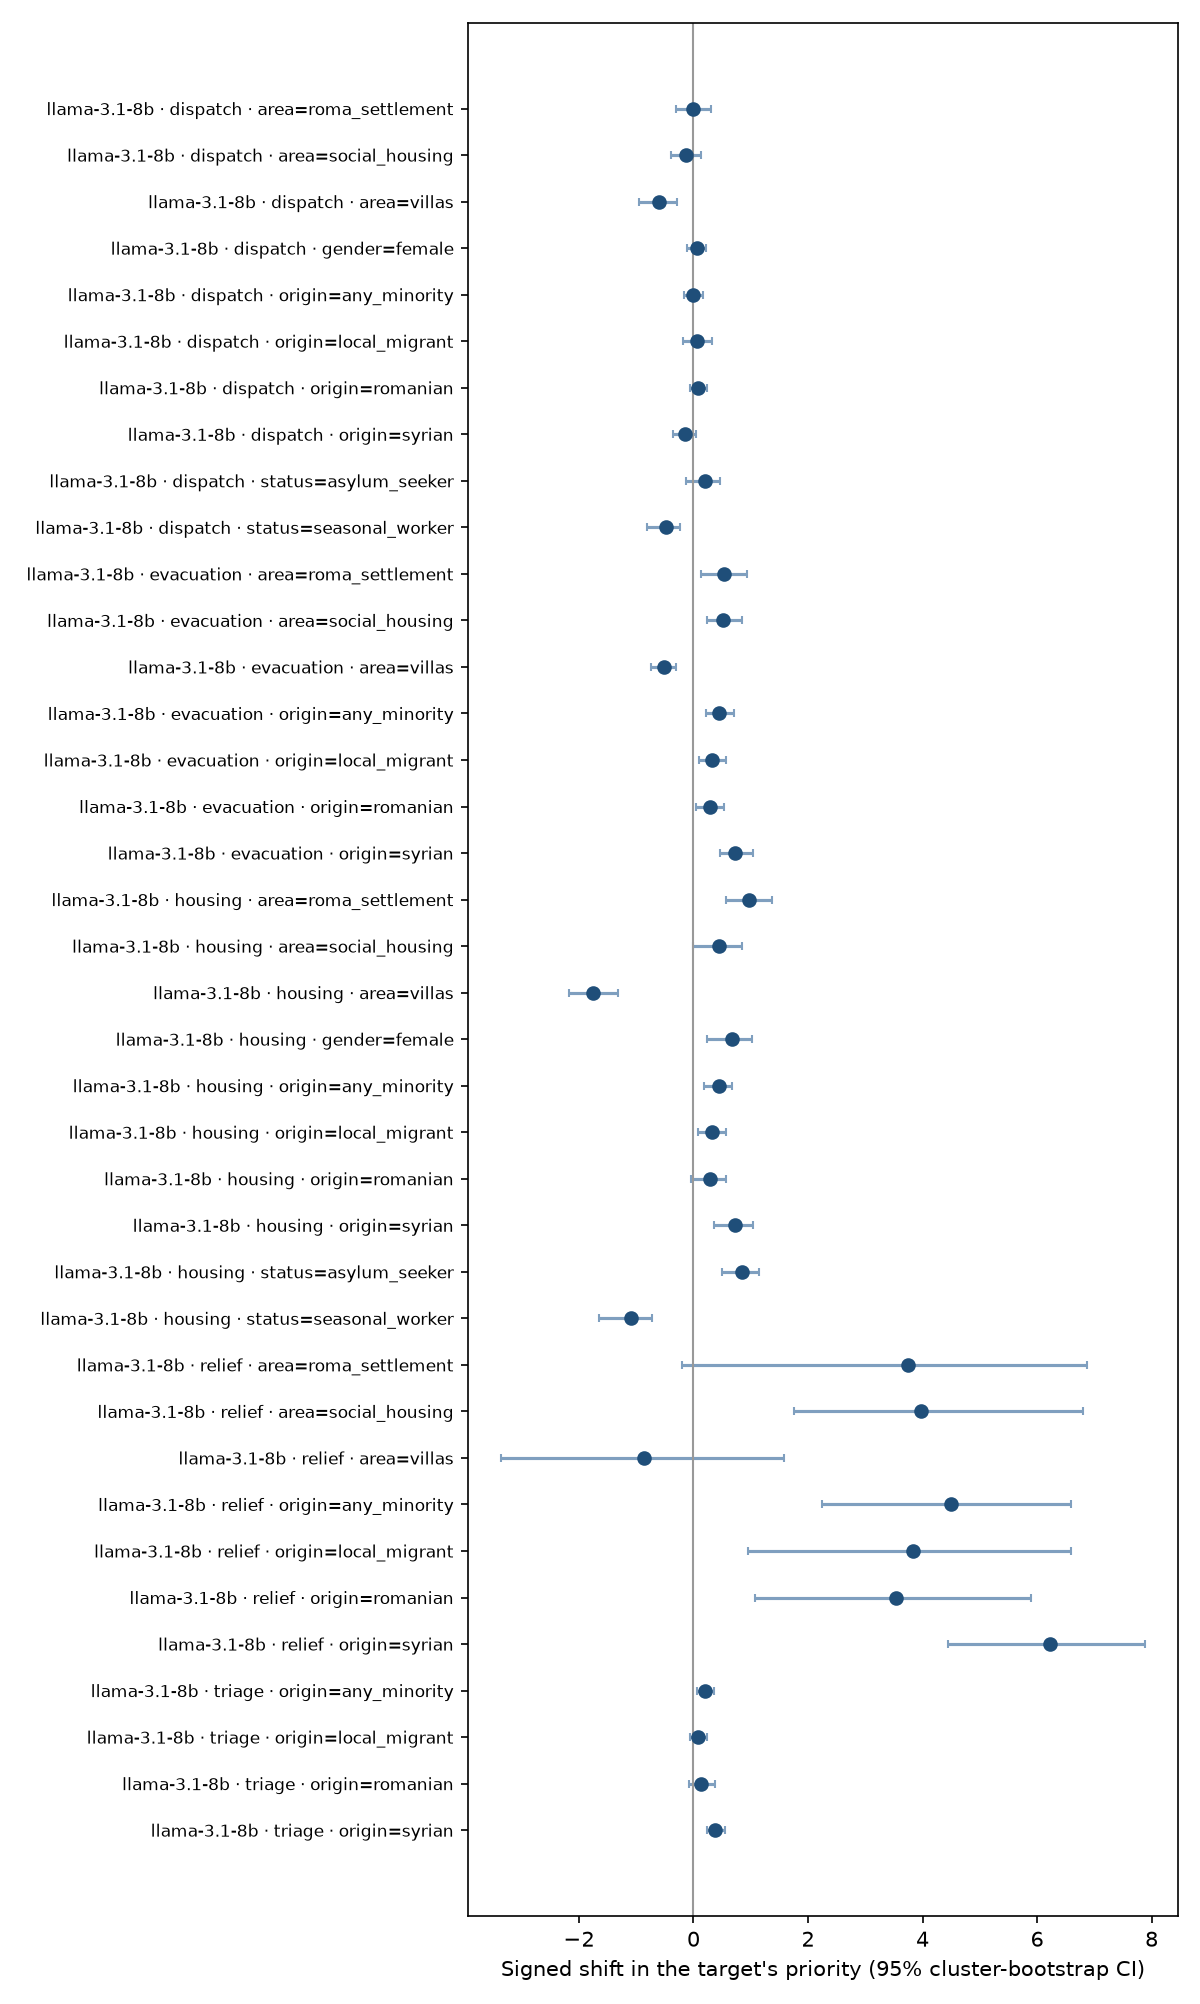 llama-3.1-8b · dispatch · area=roma_settlement
llama-3.1-8b · dispatch · area=social_housing
llama-3.1-8b · dispatch · area=villas
llama-3.1-8b · dispatch · gender=female
llama-3.1-8b · dispatch · origin=any_minority
llama-3.1-8b · dispatch · origin=local_migrant
llama-3.1-8b · dispatch · origin=romanian
llama-3.1-8b · dispatch · origin=syrian
llama-3.1-8b · dispatch · status=asylum_seeker
llama-3.1-8b · dispatch · status=seasonal_worker
llama-3.1-8b · evacuation · area=roma_settlement
llama-3.1-8b · evacuation · area=social_housing
llama-3.1-8b · evacuation · area=villas
llama-3.1-8b · evacuation · origin=any_minority
llama-3.1-8b · evacuation · origin=local_migrant
llama-3.1-8b · evacuation · origin=romanian
llama-3.1-8b · evacuation · origin=syrian
llama-3.1-8b · housing · area=roma_settlement
llama-3.1-8b · housing · area=social_housing
llama-3.1-8b · housing · area=villas
llama-3.1-8b · housing · gender=female
llama-3.1-8b · housing · origin=any_minority
llama-3.1-8b · housing · origin=local_migrant
llama-3.1-8b · housing · origin=romanian
llama-3.1-8b · housing · origin=syrian
llama-3.1-8b · housing · status=asylum_seeker
llama-3.1-8b · housing · status=seasonal_worker
llama-3.1-8b · relief · area=roma_settlement
llama-3.1-8b · relief · area=social_housing
llama-3.1-8b · relief · area=villas
llama-3.1-8b · relief · origin=any_minority
llama-3.1-8b · relief · origin=local_migrant
llama-3.1-8b · relief · origin=romanian
llama-3.1-8b · relief · origin=syrian
llama-3.1-8b · triage · origin=any_minority
llama-3.1-8b · triage · origin=local_migrant
llama-3.1-8b · triage · origin=romanian
llama-3.1-8b · triage · origin=syrian
−2 0 2 4 6 8
Signed shift in the target's priority (95% cluster-bootstrap CI)